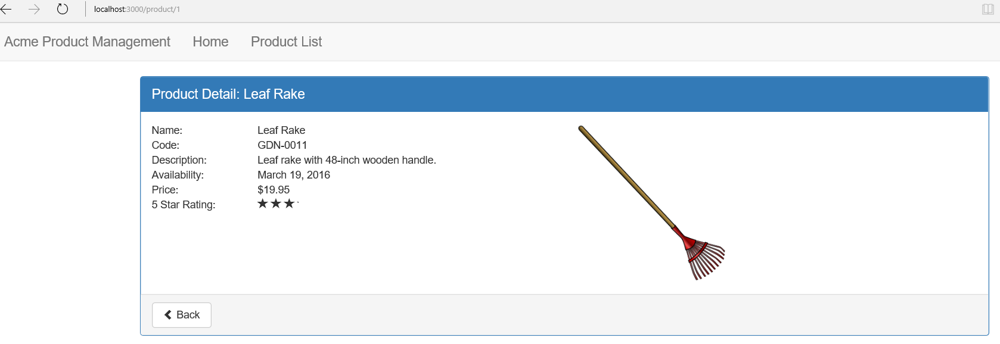 localhost:3000/product/1
Acme Product Management Home Product List
Product Detail: Leaf Rake
Name: Leaf Rake
Code: GDN-0011
Description: Leaf rake with 48-inch wooden handle.
Availability: March 19, 2016
Price: $19.95
5 Star Rating:
Back